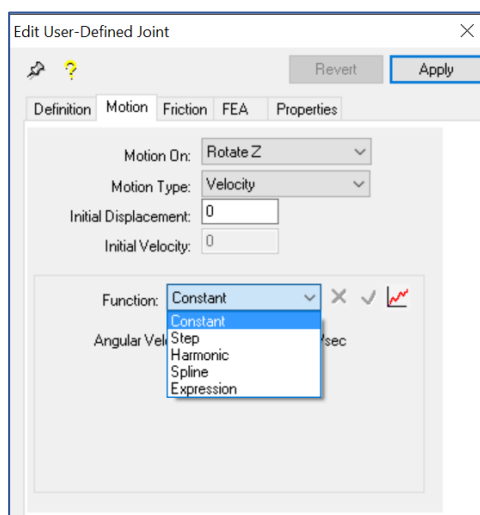 Edit User-Defined Joint
Revert Apply
Definition Motion Friction FEA Properties
Motion On: Rotate Z
Motion Type: Velocity
Initial Displacement: 0
Initial Velocity: 0
Function: Constant
Constant
Angular Vel /sec
Step
Harmonic
Spline
Expression